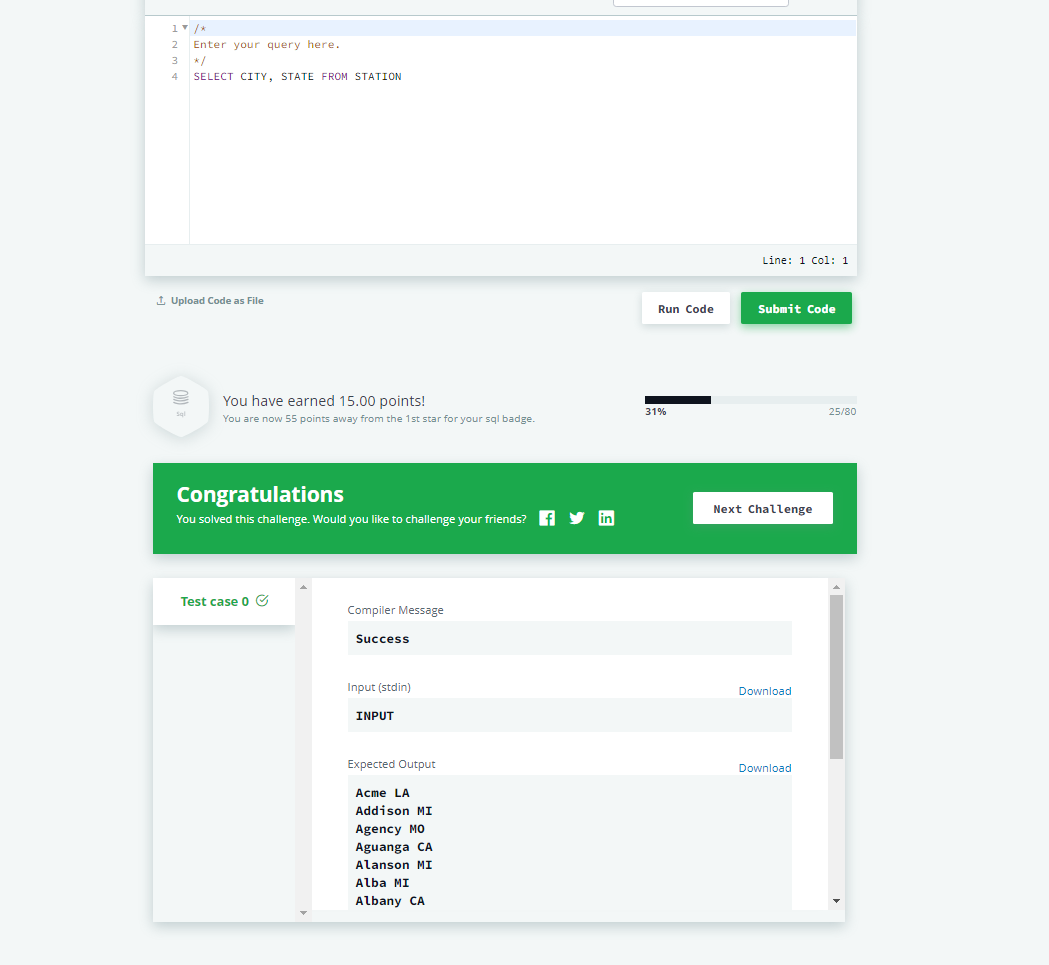 1 /*
2 Enter your query here.
3 */
4 SELECT CITY, STATE FROM STATION
Line: 1 Col: 1
Upload Code as File
Run Code
Submit Code
sql
You have earned 15.00 points!
You are now 55 points away from the 1st star for your sql badge.
31%
25/80
Congratulations
You solved this challenge. Would you like to challenge your friends?
Next Challenge
Test case 0
Compiler Message
Success
Input (stdin)
Download
INPUT
Expected Output
Download
Acme LA
Addison MI
Agency MO
Aguanga CA
Alanson MI
Alba MI
Albany CA